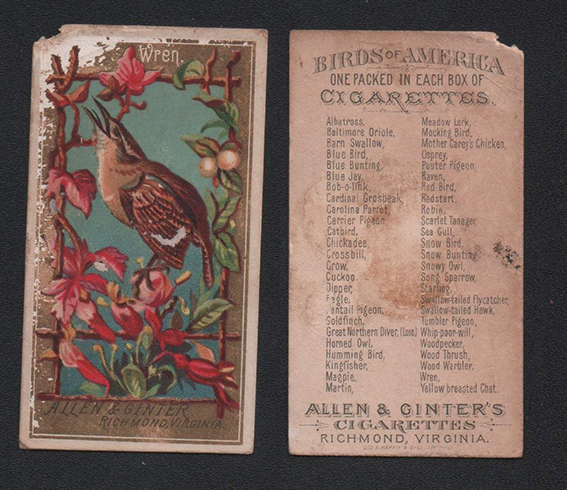 Wren.
ALLEN & GINTER
RICHMOND, VIRGINIA.
BIRDS OF AMERICA
ONE PACKED IN EACH BOX OF
CIGARETTES.
Albatross,
Baltimore Oriole,
Barn Swallow,
Blue Bird,
Blue Bunting,
Blue Jay,
Bob-o-link,
Cardinal Grosbeak,
Carolina Parrot,
Carrier Pigeon,
Catbird,
Chickadee,
Crossbill,
Crow,
Cuckoo,
Dipper,
Eagle,
Fantail Pigeon,
Goldfinch,
Great Northern Diver, (Loon.)
Horned Owl,
Humming Bird,
Kingfisher,
Magpie,
Martin,
Meadow Lark,
Mocking Bird,
Mother Carey's Chicken,
Osprey,
Pouter Pigeon,
Raven,
Red Bird,
Redstart,
Robin,
Scarlet Tanager,
Sea Gull,
Snow Bird,
Snow Bunting,
Snowy Owl,
Song Sparrow,
Starling,
Swallow-tailed Flycatcher,
Swallow-tailed Hawk,
Tumbler Pigeon,
Whip-poor-will,
Woodpecker,
Wood Thrush,
Wood Warbler,
Wren,
Yellow breasted Chat.
ALLEN & GINTER'S
CIGARETTES
RICHMOND, VIRGINIA.